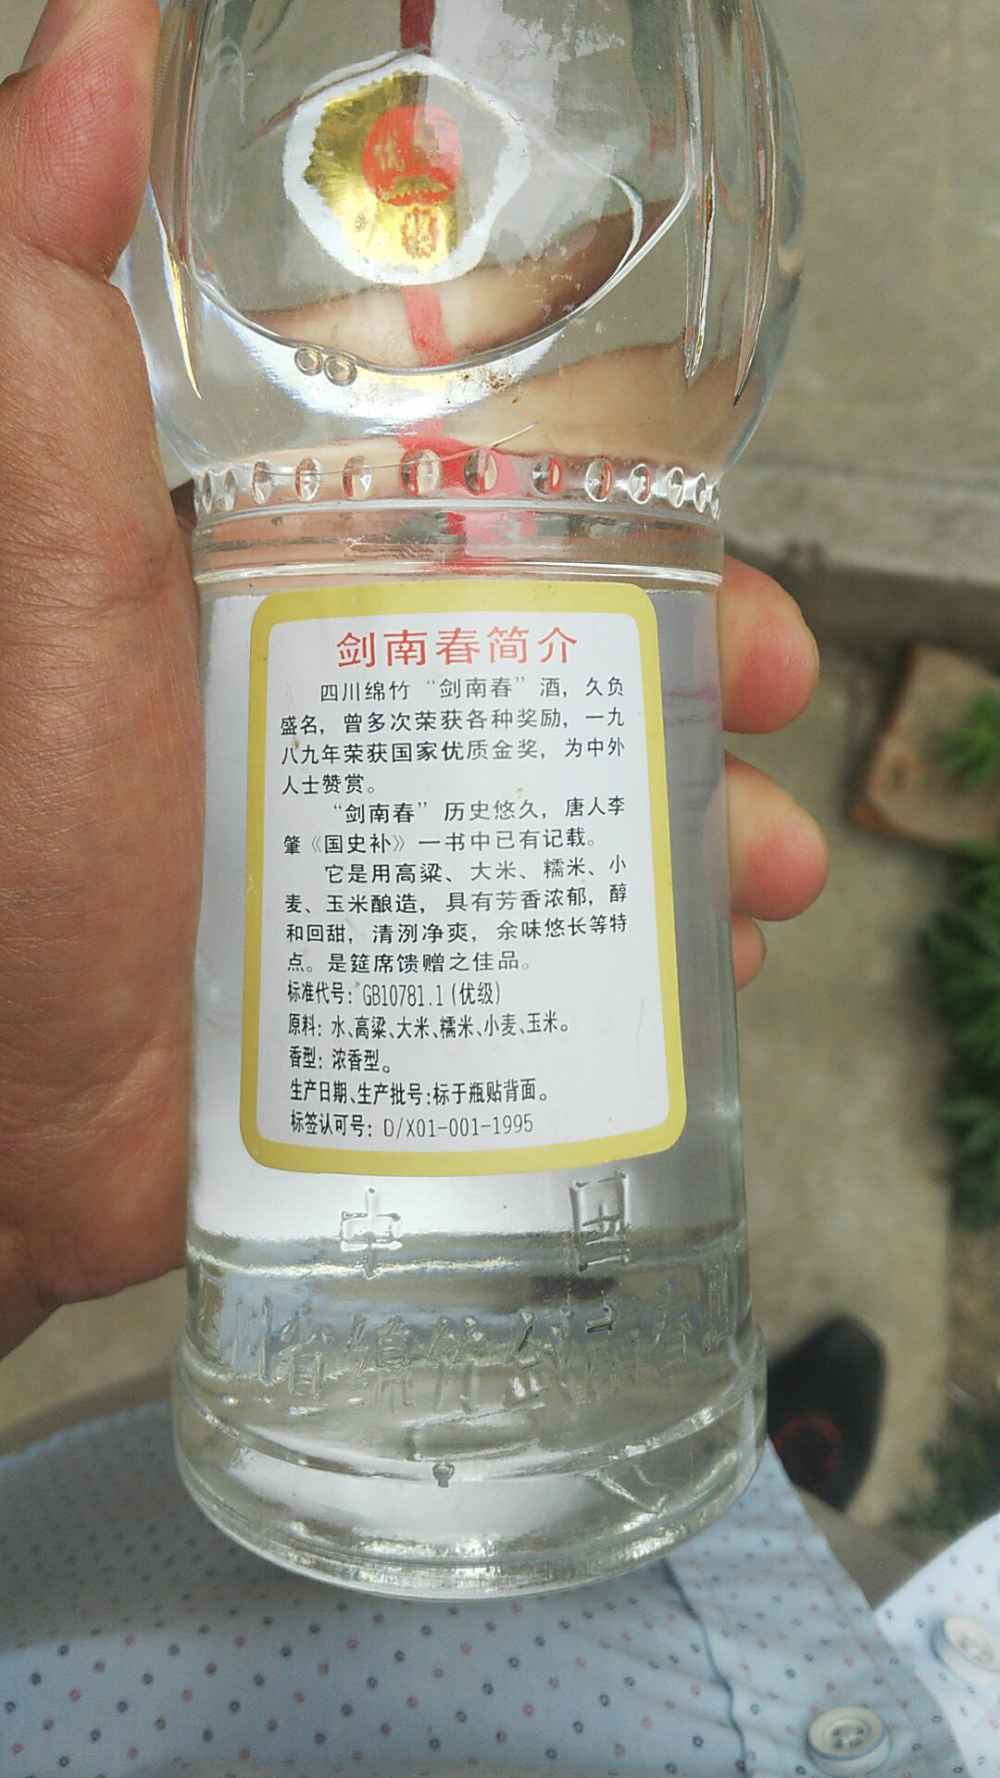 剑南春简介
四川绵竹“剑南春”酒，久负
盛名，曾多次荣获各种奖励，一九
八九年荣获国家优质金奖，为中外
人士赞赏。
“剑南春”历史悠久，唐人李
肇《国史补》一书中已有记载。
它是用高粱、大米、糯米、小
麦、玉米酿造，具有芳香浓郁，醇
和回甜，清洌净爽，余味悠长等特
点。是筵席馈赠之佳品。
标准代号：GB10781.1(优级)
原料：水、高粱、大米、糯米、小麦、玉米。
香型：浓香型。
生产日期、生产批号：标于瓶贴背面。
标签认可号：D/X01-001-1995
中国
川省绵竹剑南春